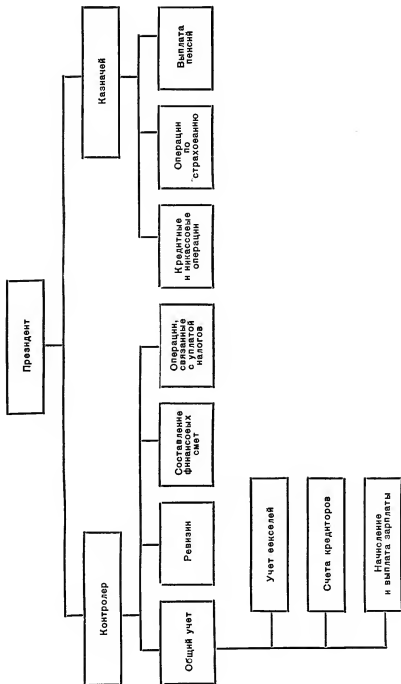 Президент
Контролер
Казначей
Общий учет
Ревизии
Составление
финансовых
смет
Операции,
связанные
с уплатой
налогов
Кредитные
и инкассовые
операции
Операции
по
страхованию
Выплата
пенсий
Учет векселей
Счета кредиторов
Начисление
и выплата зарплаты